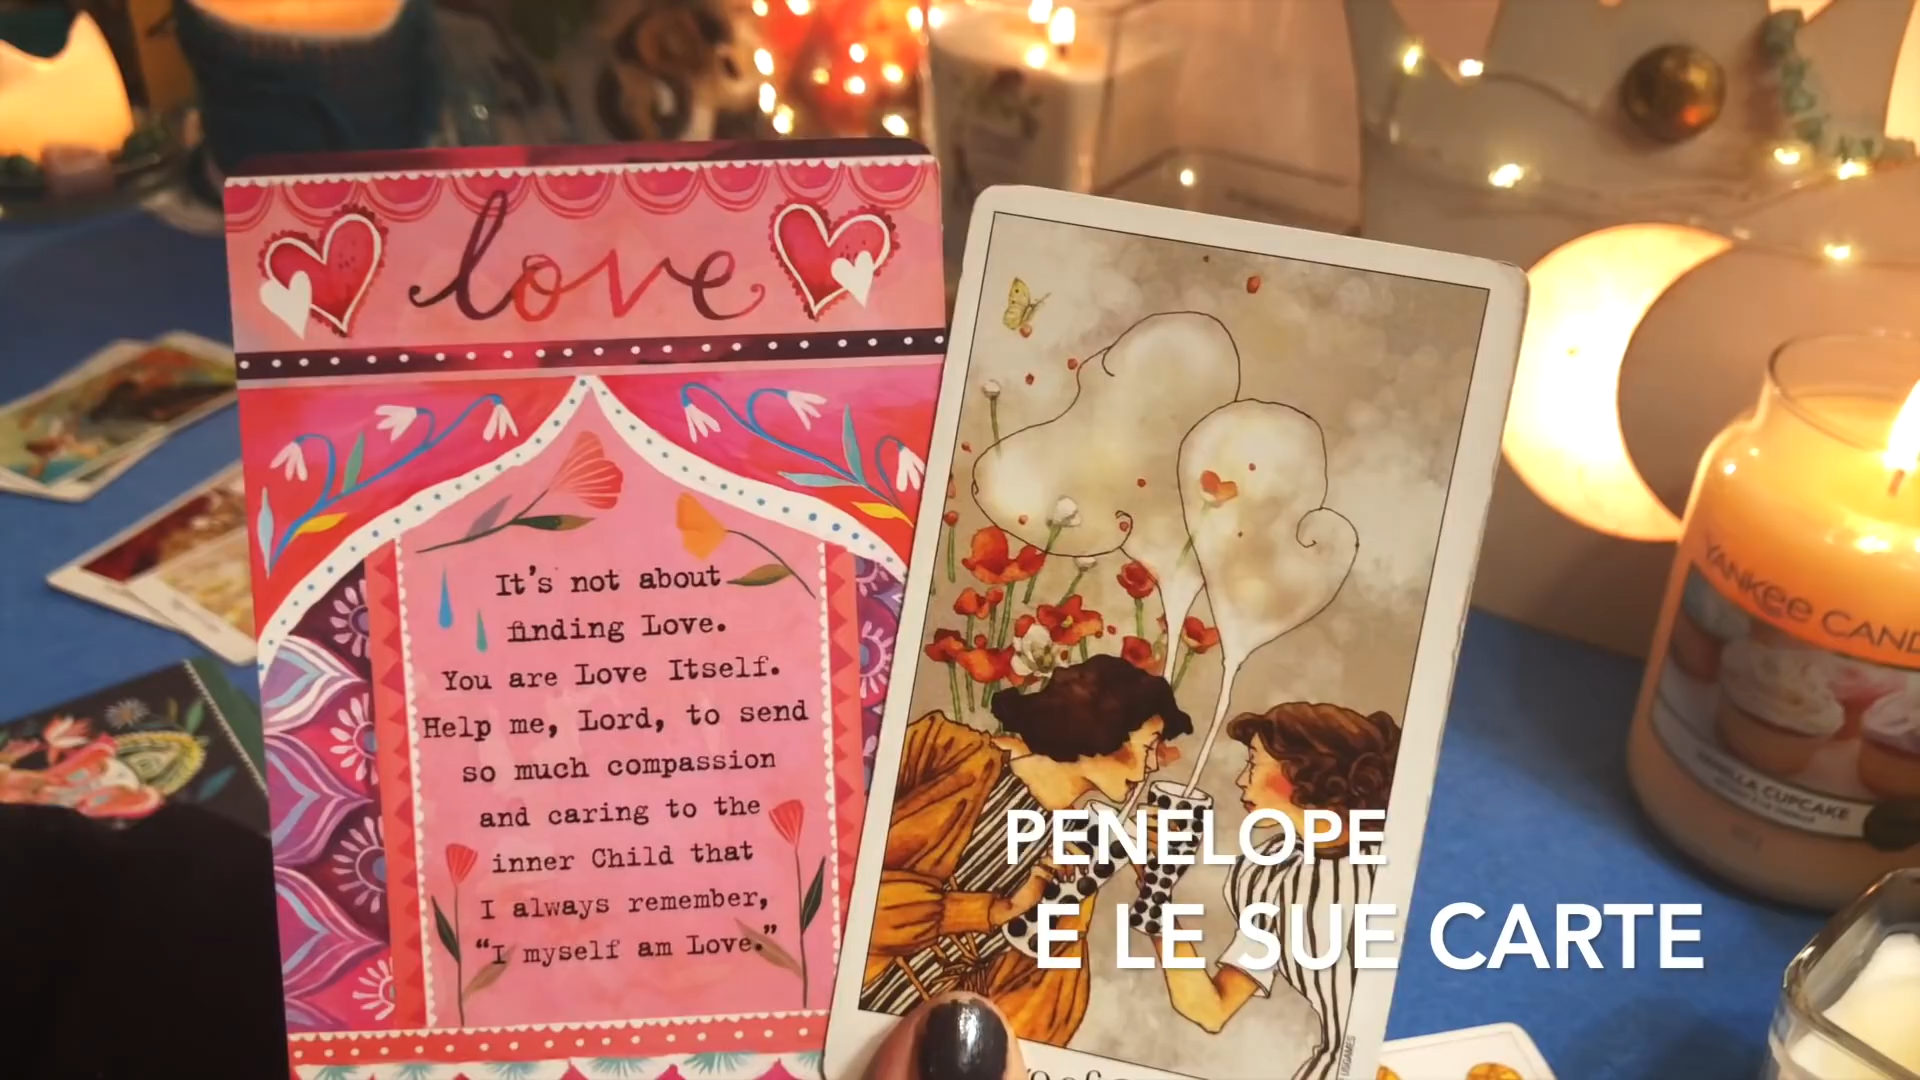 love
It's not about
finding Love.
You are Love Itself.
Help me, Lord, to send
so much compassion
and caring to the
inner Child that
I always remember,
“I myself am Love.”
PENELOPE
E LE SUE CARTE
YANKEE CAND
VANILLA CUPCAKE